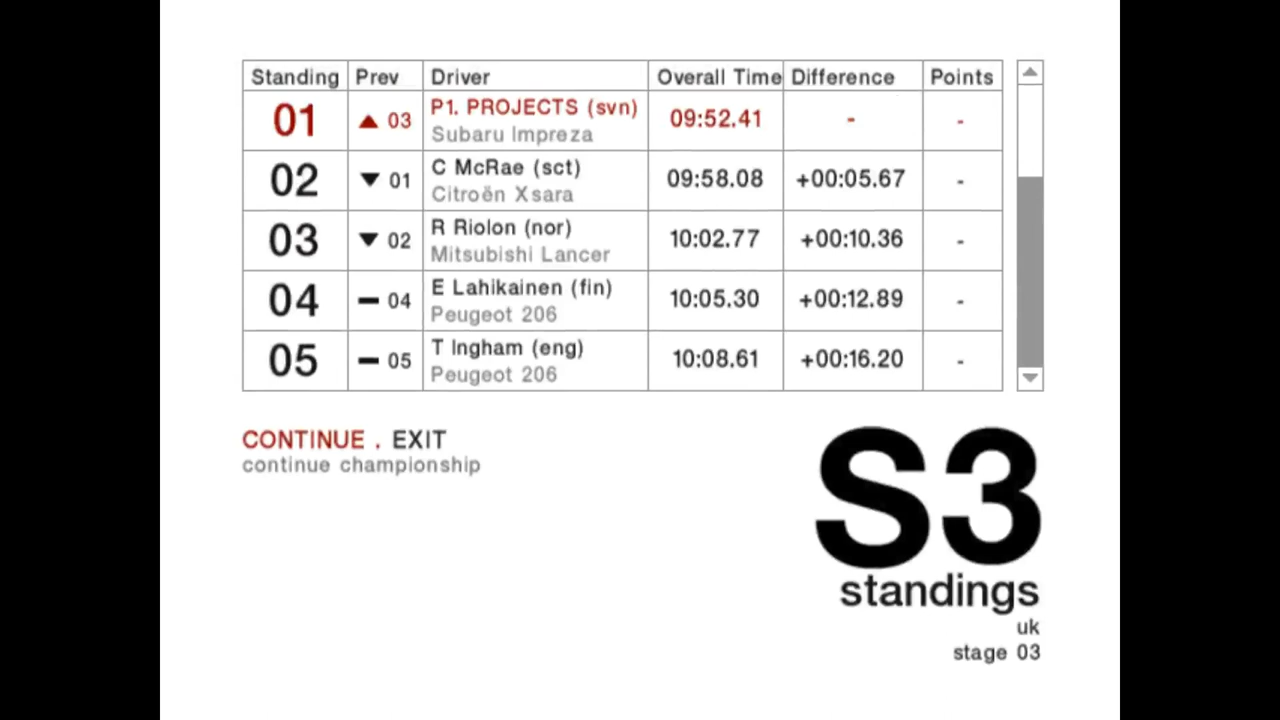 Standing Prev Driver Overall Time Difference Points
01 ▲ 03 P1. PROJECTS (svn) 09:52.41 - -
Subaru Impreza
02 ▼ 01 C McRae (sct) 09:58.08 +00:05.67 -
Citroën Xsara
03 ▼ 02 R Riolon (nor) 10:02.77 +00:10.36 -
Mitsubishi Lancer
04 – 04 E Lahikainen (fin) 10:05.30 +00:12.89 -
Peugeot 206
05 – 05 T Ingham (eng) 10:08.61 +00:16.20 -
Peugeot 206
CONTINUE . EXIT
continue championship
S3
standings
uk
stage 03